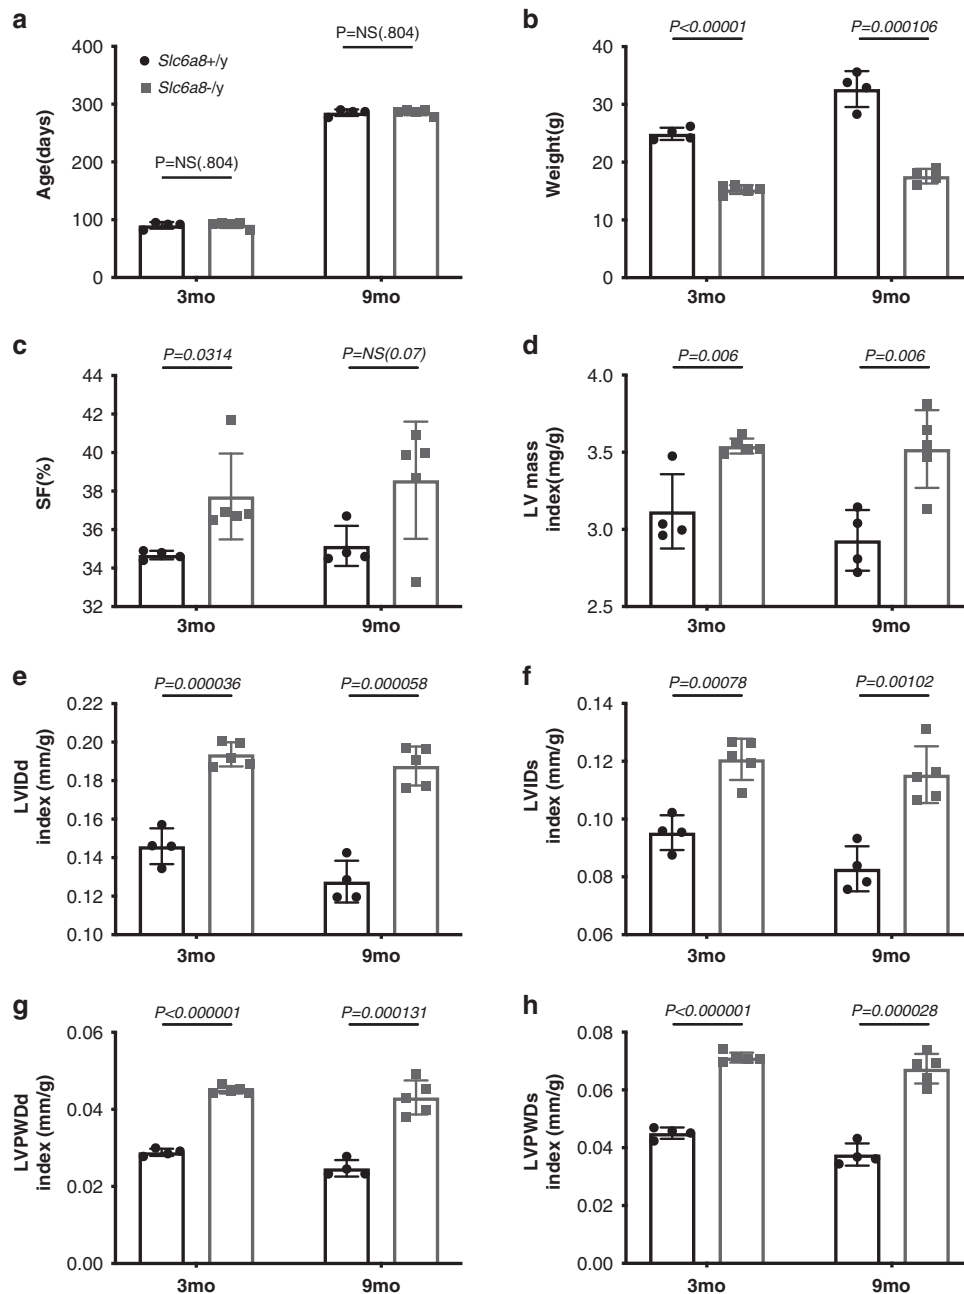 a
P=NS(.804)
400
Slc6a8+/y
Slc6a8-/y
300
P=NS(.804)
200
100
0
Age(days)
3mo
9mo
b
P<0.00001
P=0.000106
40
30
20
10
0
Weight(g)
3mo
9mo
c
P=0.0314
P=NS(0.07)
44
42
40
38
36
34
32
SF(%)
3mo
9mo
d
P=0.006
P=0.006
4.0
3.5
3.0
2.5
LV mass
index(mg/g)
3mo
9mo
e
P=0.000036
P=0.000058
0.22
0.20
0.18
0.16
0.14
0.12
0.10
LVIDd
index (mm/g)
3mo
9mo
f
P=0.00078
P=0.00102
0.14
0.12
0.10
0.08
0.06
LVIDs
index (mm/g)
3mo
9mo
g
P<0.000001
P=0.000131
0.06
0.04
0.02
0.00
LVPWDd
index (mm/g)
3mo
9mo
h
P<0.000001
P=0.000028
0.08
0.06
0.04
0.02
0.00
LVPWDs
index (mm/g)
3mo
9mo